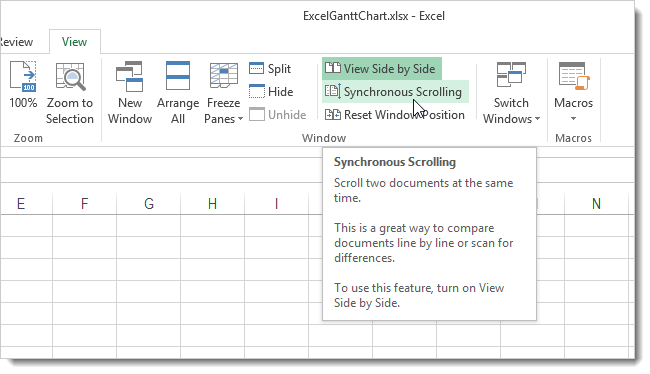 ExcelGanttChart.xlsx - Excel
Review
View
100%
Zoom to
Selection
Zoom
New
Window
Arrange
All
Freeze
Panes
Split
Hide
Unhide
View Side by Side
Synchronous Scrolling
Reset Window Position
Window
Switch
Windows
Macros
Macros
Synchronous Scrolling
Scroll two documents at the same
time.
This is a great way to compare
documents line by line or scan for
differences.
To use this feature, turn on View
Side by Side.
E F G H I N